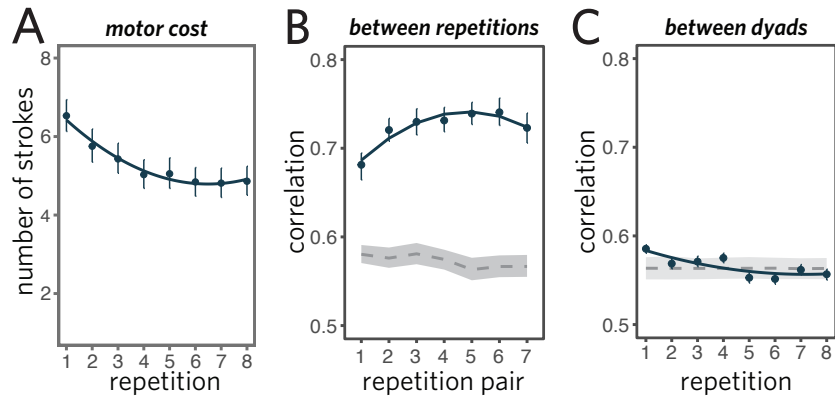 A
motor cost
number of strokes
8
6
4
2
1 2 3 4 5 6 7 8
repetition
B
between repetitions
correlation
0.8
0.7
0.6
0.5
1 2 3 4 5 6 7
repetition pair
C
between dyads
correlation
0.8
0.7
0.6
0.5
1 2 3 4 5 6 7 8
repetition